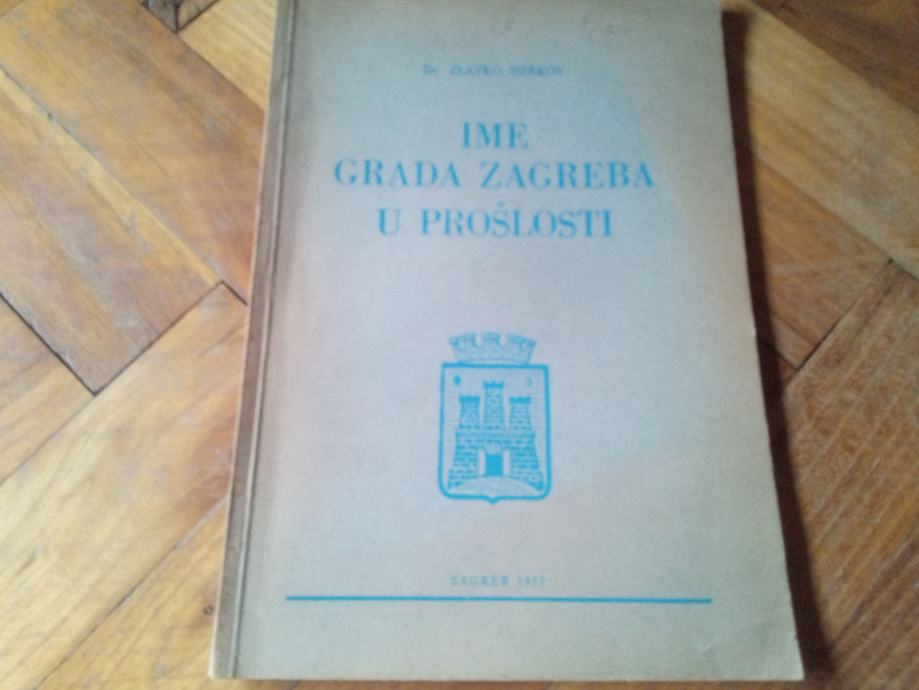 Dr. ZLATKO HERKOV
IME
GRADA ZAGREBA
U PROŠLOSTI
ZAGREB